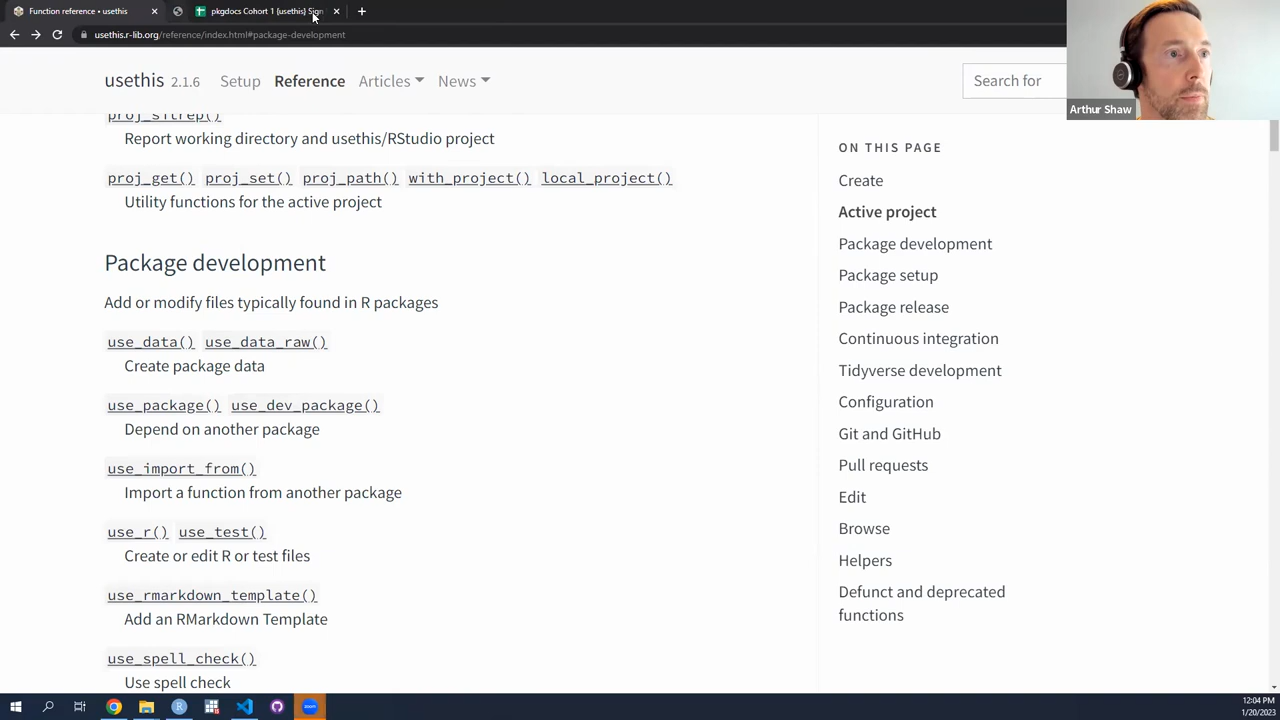 Function reference • usethis
pkgdocs Cohort 1 {usethis} Sign
usethis.r-lib.org/reference/index.html#package-development
usethis 2.1.6 Setup Reference Articles News
Search for
Arthur Shaw
proj_sitrep()
Report working directory and usethis/RStudio project
proj_get() proj_set() proj_path() with_project() local_project()
Utility functions for the active project
Package development
Add or modify files typically found in R packages
use_data() use_data_raw()
Create package data
use_package() use_dev_package()
Depend on another package
use_import_from()
Import a function from another package
use_r() use_test()
Create or edit R or test files
use_rmarkdown_template()
Add an RMarkdown Template
use_spell_check()
Use spell check
ON THIS PAGE
Create
Active project
Package development
Package setup
Package release
Continuous integration
Tidyverse development
Configuration
Git and GitHub
Pull requests
Edit
Browse
Helpers
Defunct and deprecated
functions
zoom
12:04 PM
1/20/2023